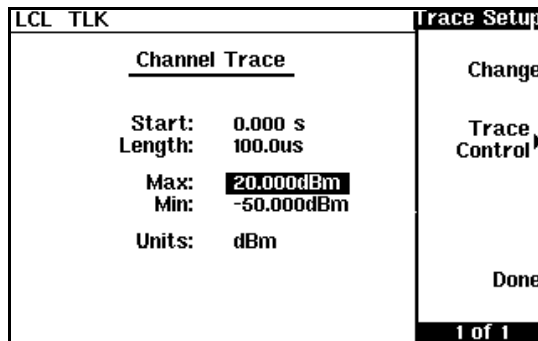 LCL TLK
Trace Setup
Channel Trace
Change
Start: 0.000 s
Length: 100.0us
Trace
Control
Max: 20.000dBm
Min: -50.000dBm
Units: dBm
Done
1 of 1